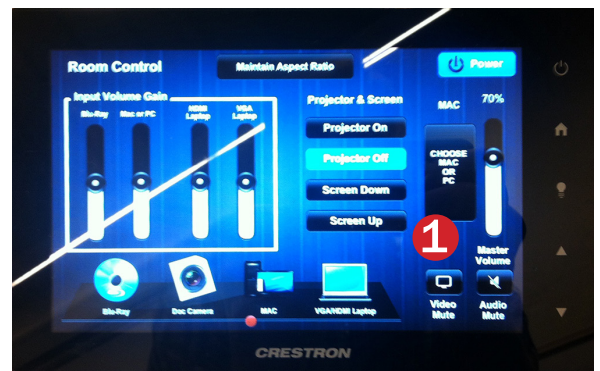 Room Control
Maintain Aspect Ratio
Power
Input Volume Gain
Blu-Ray
Mac or PC
HDMI
Laptop
VGA
Laptop
Projector & Screen
Projector On
Projector Off
Screen Down
Screen Up
MAC
70%
CHOOSE
MAC
OR
PC
1
Master
Volume
Video
Mute
Audio
Mute
Blu-Ray
Doc Camera
MAC
VGA/HDMI Laptop
CRESTRON